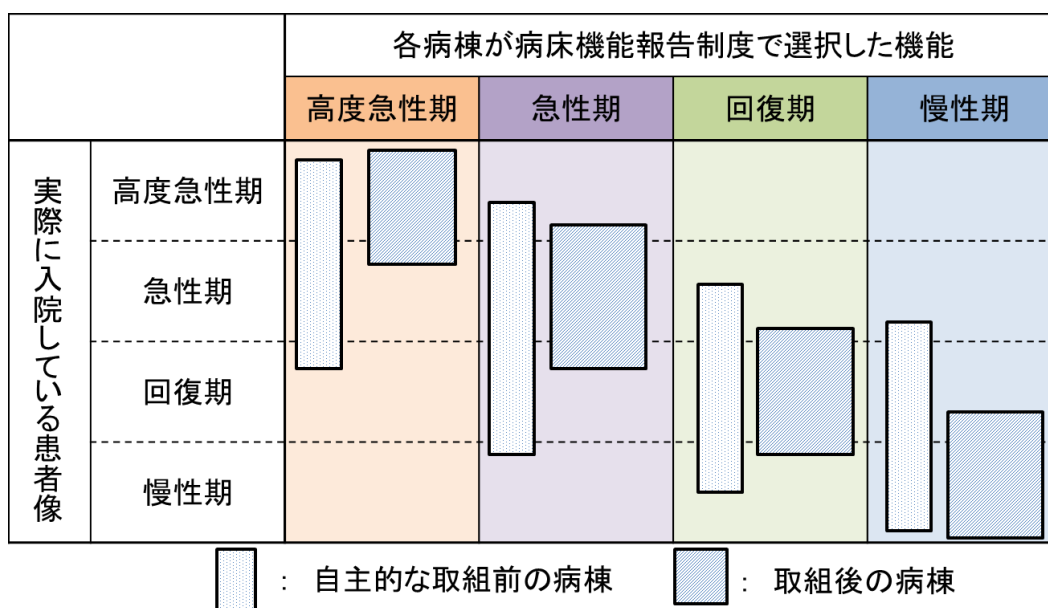 各病棟が病床機能報告制度で選択した機能
高度急性期 急性期 回復期 慢性期
実際に入院している患者像
高度急性期
急性期
回復期
慢性期
： 自主的な取組前の病棟 ： 取組後の病棟